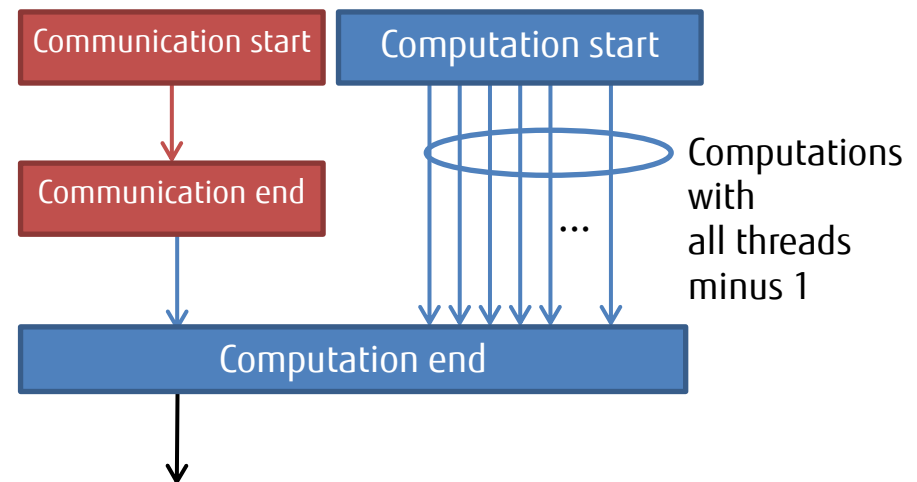 Communication start
Computation start
Communication end
Computations
with
all threads
minus 1
...
Computation end